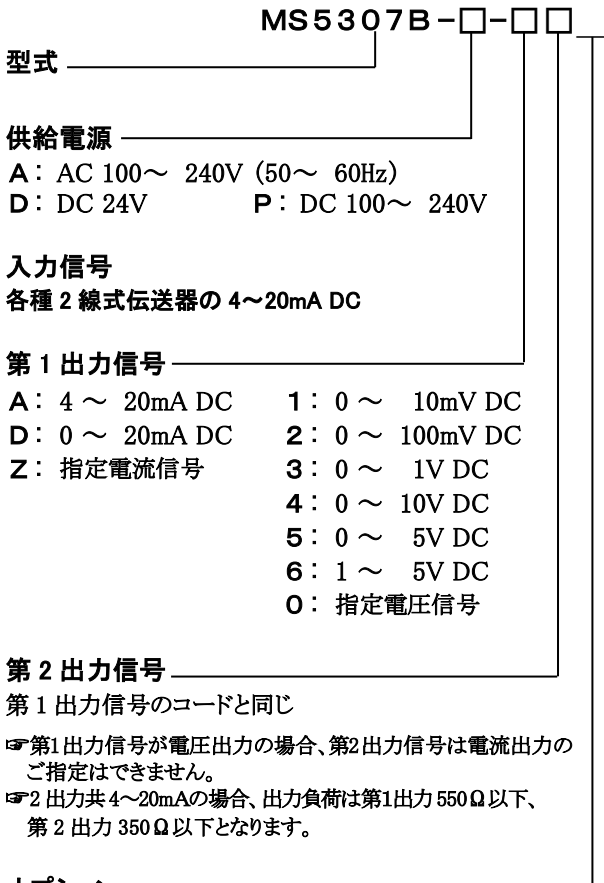 MS5307B-□-□□
型式
供給電源
A: AC 100～ 240V (50～ 60Hz)
D: DC 24V P: DC 100～ 240V
入力信号
各種 2 線式伝送器の 4～20mA DC
第 1 出力信号
A: 4 ～ 20mA DC 1: 0 ～ 10mV DC
D: 0 ～ 20mA DC 2: 0 ～ 100mV DC
Z: 指定電流信号 3: 0 ～ 1V DC
4: 0 ～ 10V DC
5: 0 ～ 5V DC
6: 1 ～ 5V DC
0: 指定電圧信号
第 2 出力信号
第 1 出力信号のコードと同じ
☞第1出力信号が電圧出力の場合、第2出力信号は電流出力の
ご指定はできません。
☞2 出力共 4～20mAの場合、出力負荷は第1出力 550Ω以下、
第 2 出力 350Ω以下となります。